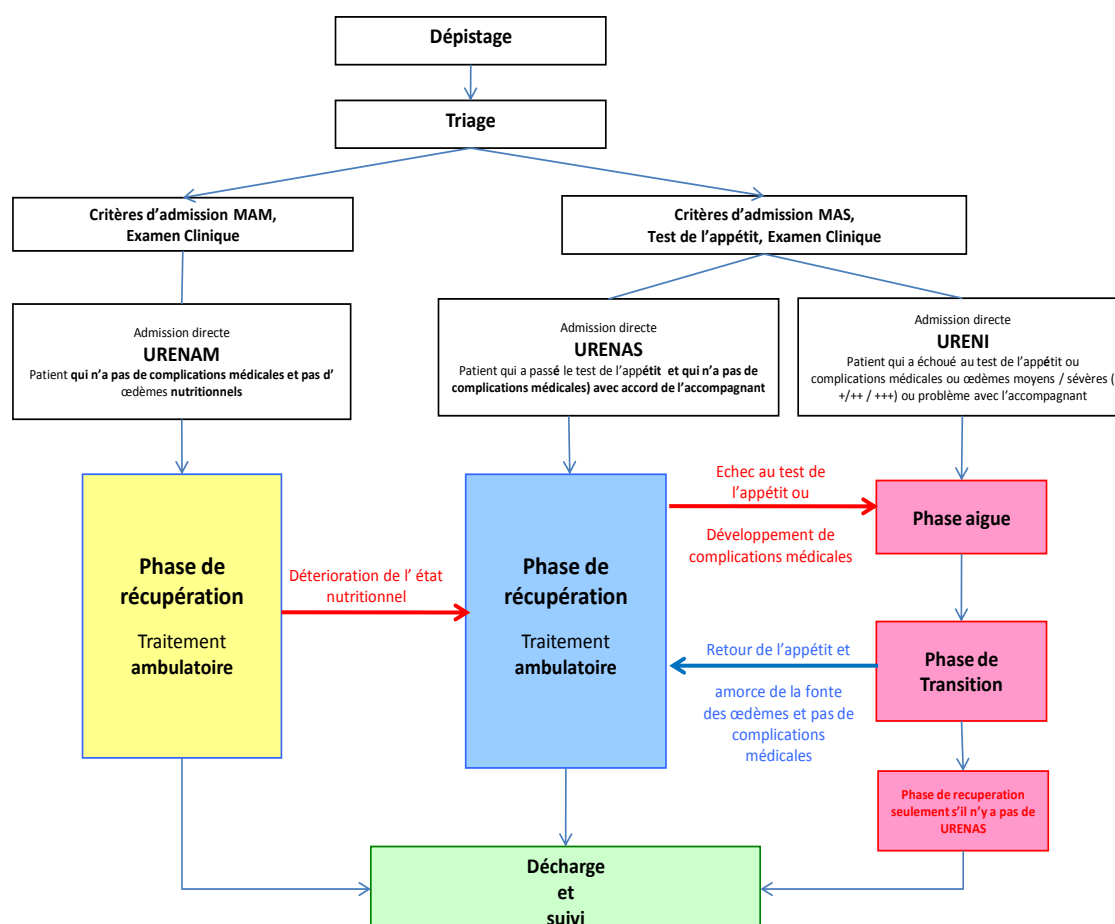 Dépistage
Triage
Critères d'admission MAM,
Examen Clinique
Critères d'admission MAS,
Test de l'appétit, Examen Clinique
Admission directe
URENAM
Patient qui n'a pas de complications médicales et pas d'
œdèmes nutritionnels
Admission directe
URENAS
Patient qui a passé le test de l'appétit et qui n'a pas de
complications médicales) avec accord de l'accompagnant
Admission directe
URENI
Patient qui a échoué au test de l'appétit ou
complications médicales ou œdèmes moyens / sévères (
+/++ / +++) ou problème avec l'accompagnant
Phase de
récupération
Traitement
ambulatoire
Déterioration de l' état
nutritionnel
Phase de
récupération
Traitement
ambulatoire
Echec au test de
l'appétit ou
Développement de
complications médicales
Phase aigue
Retour de l'appétit et
amorce de la fonte
des œdèmes et pas de
complications
médicales
Phase de
Transition
Phase de recuperation
seulement s'il n'y a pas de
URENAS
Décharge
et
suivi